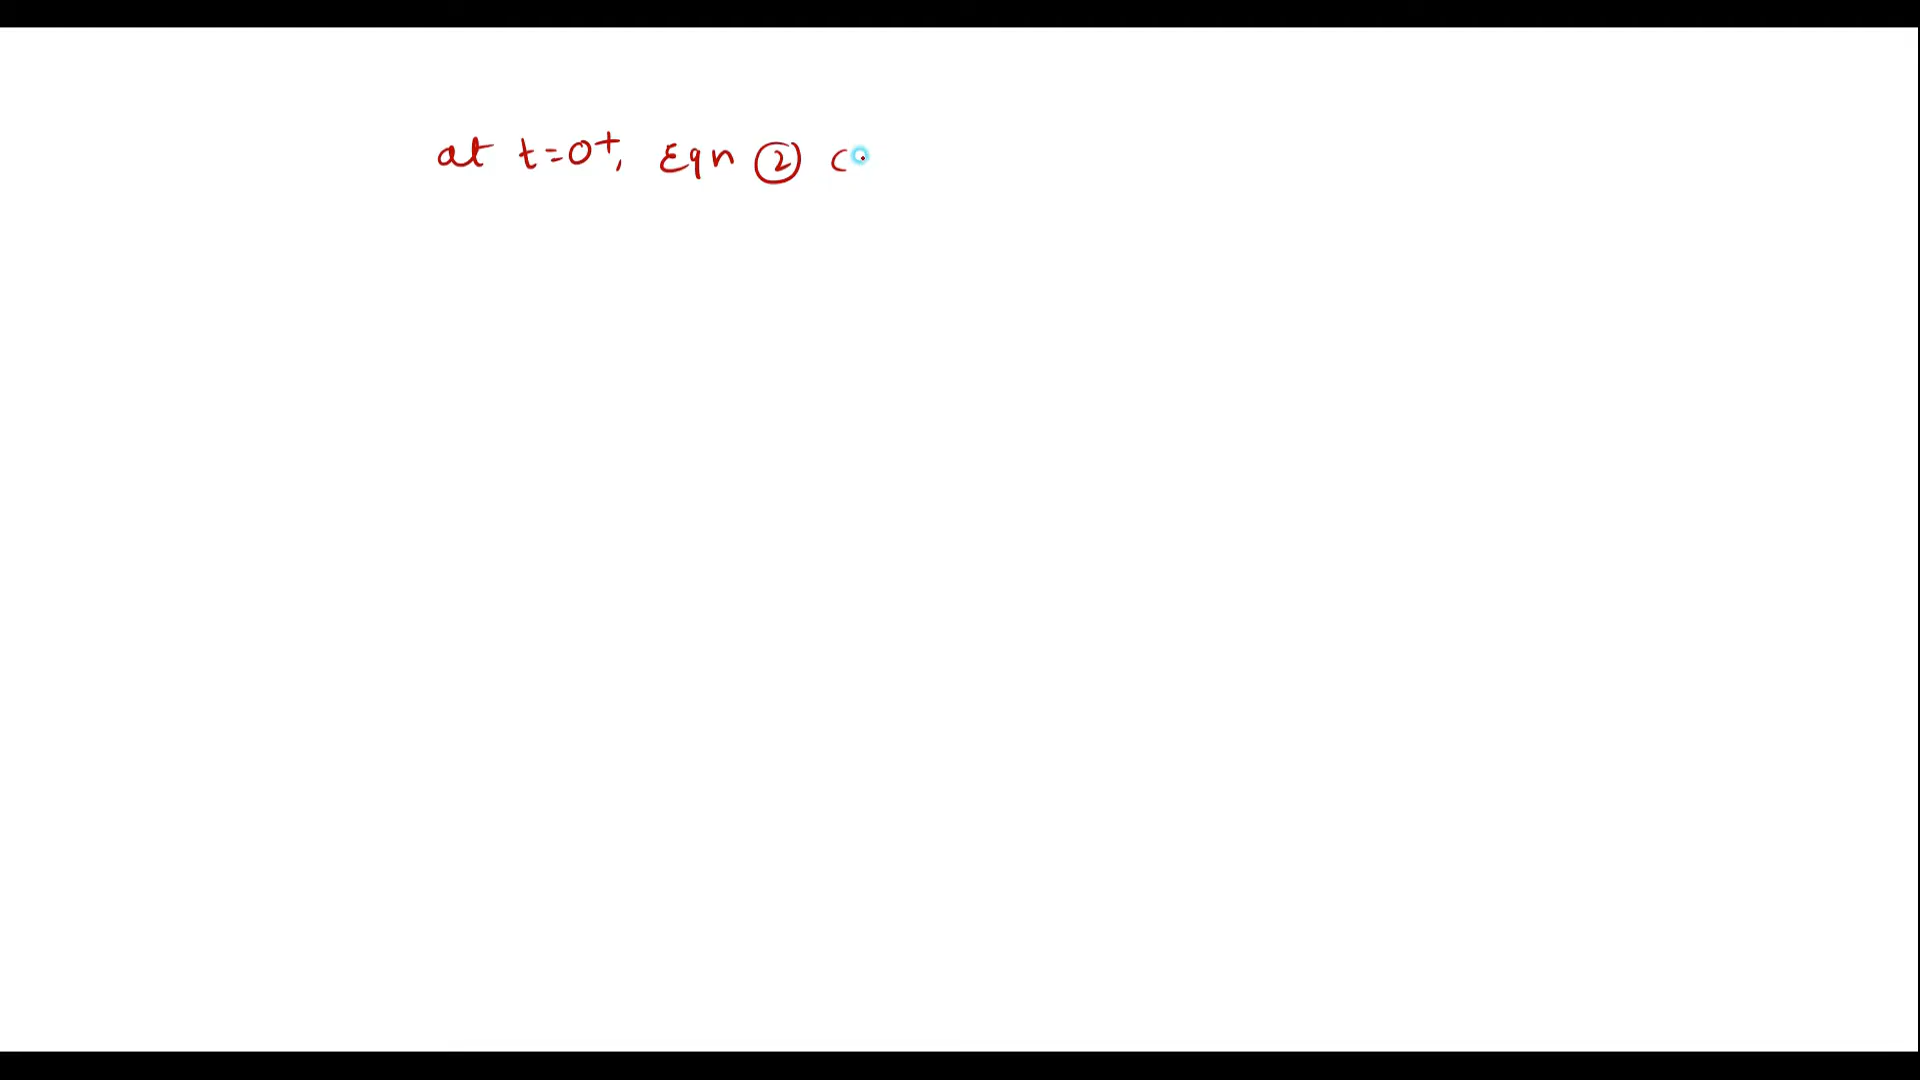 at t=0+, Eqn ② c